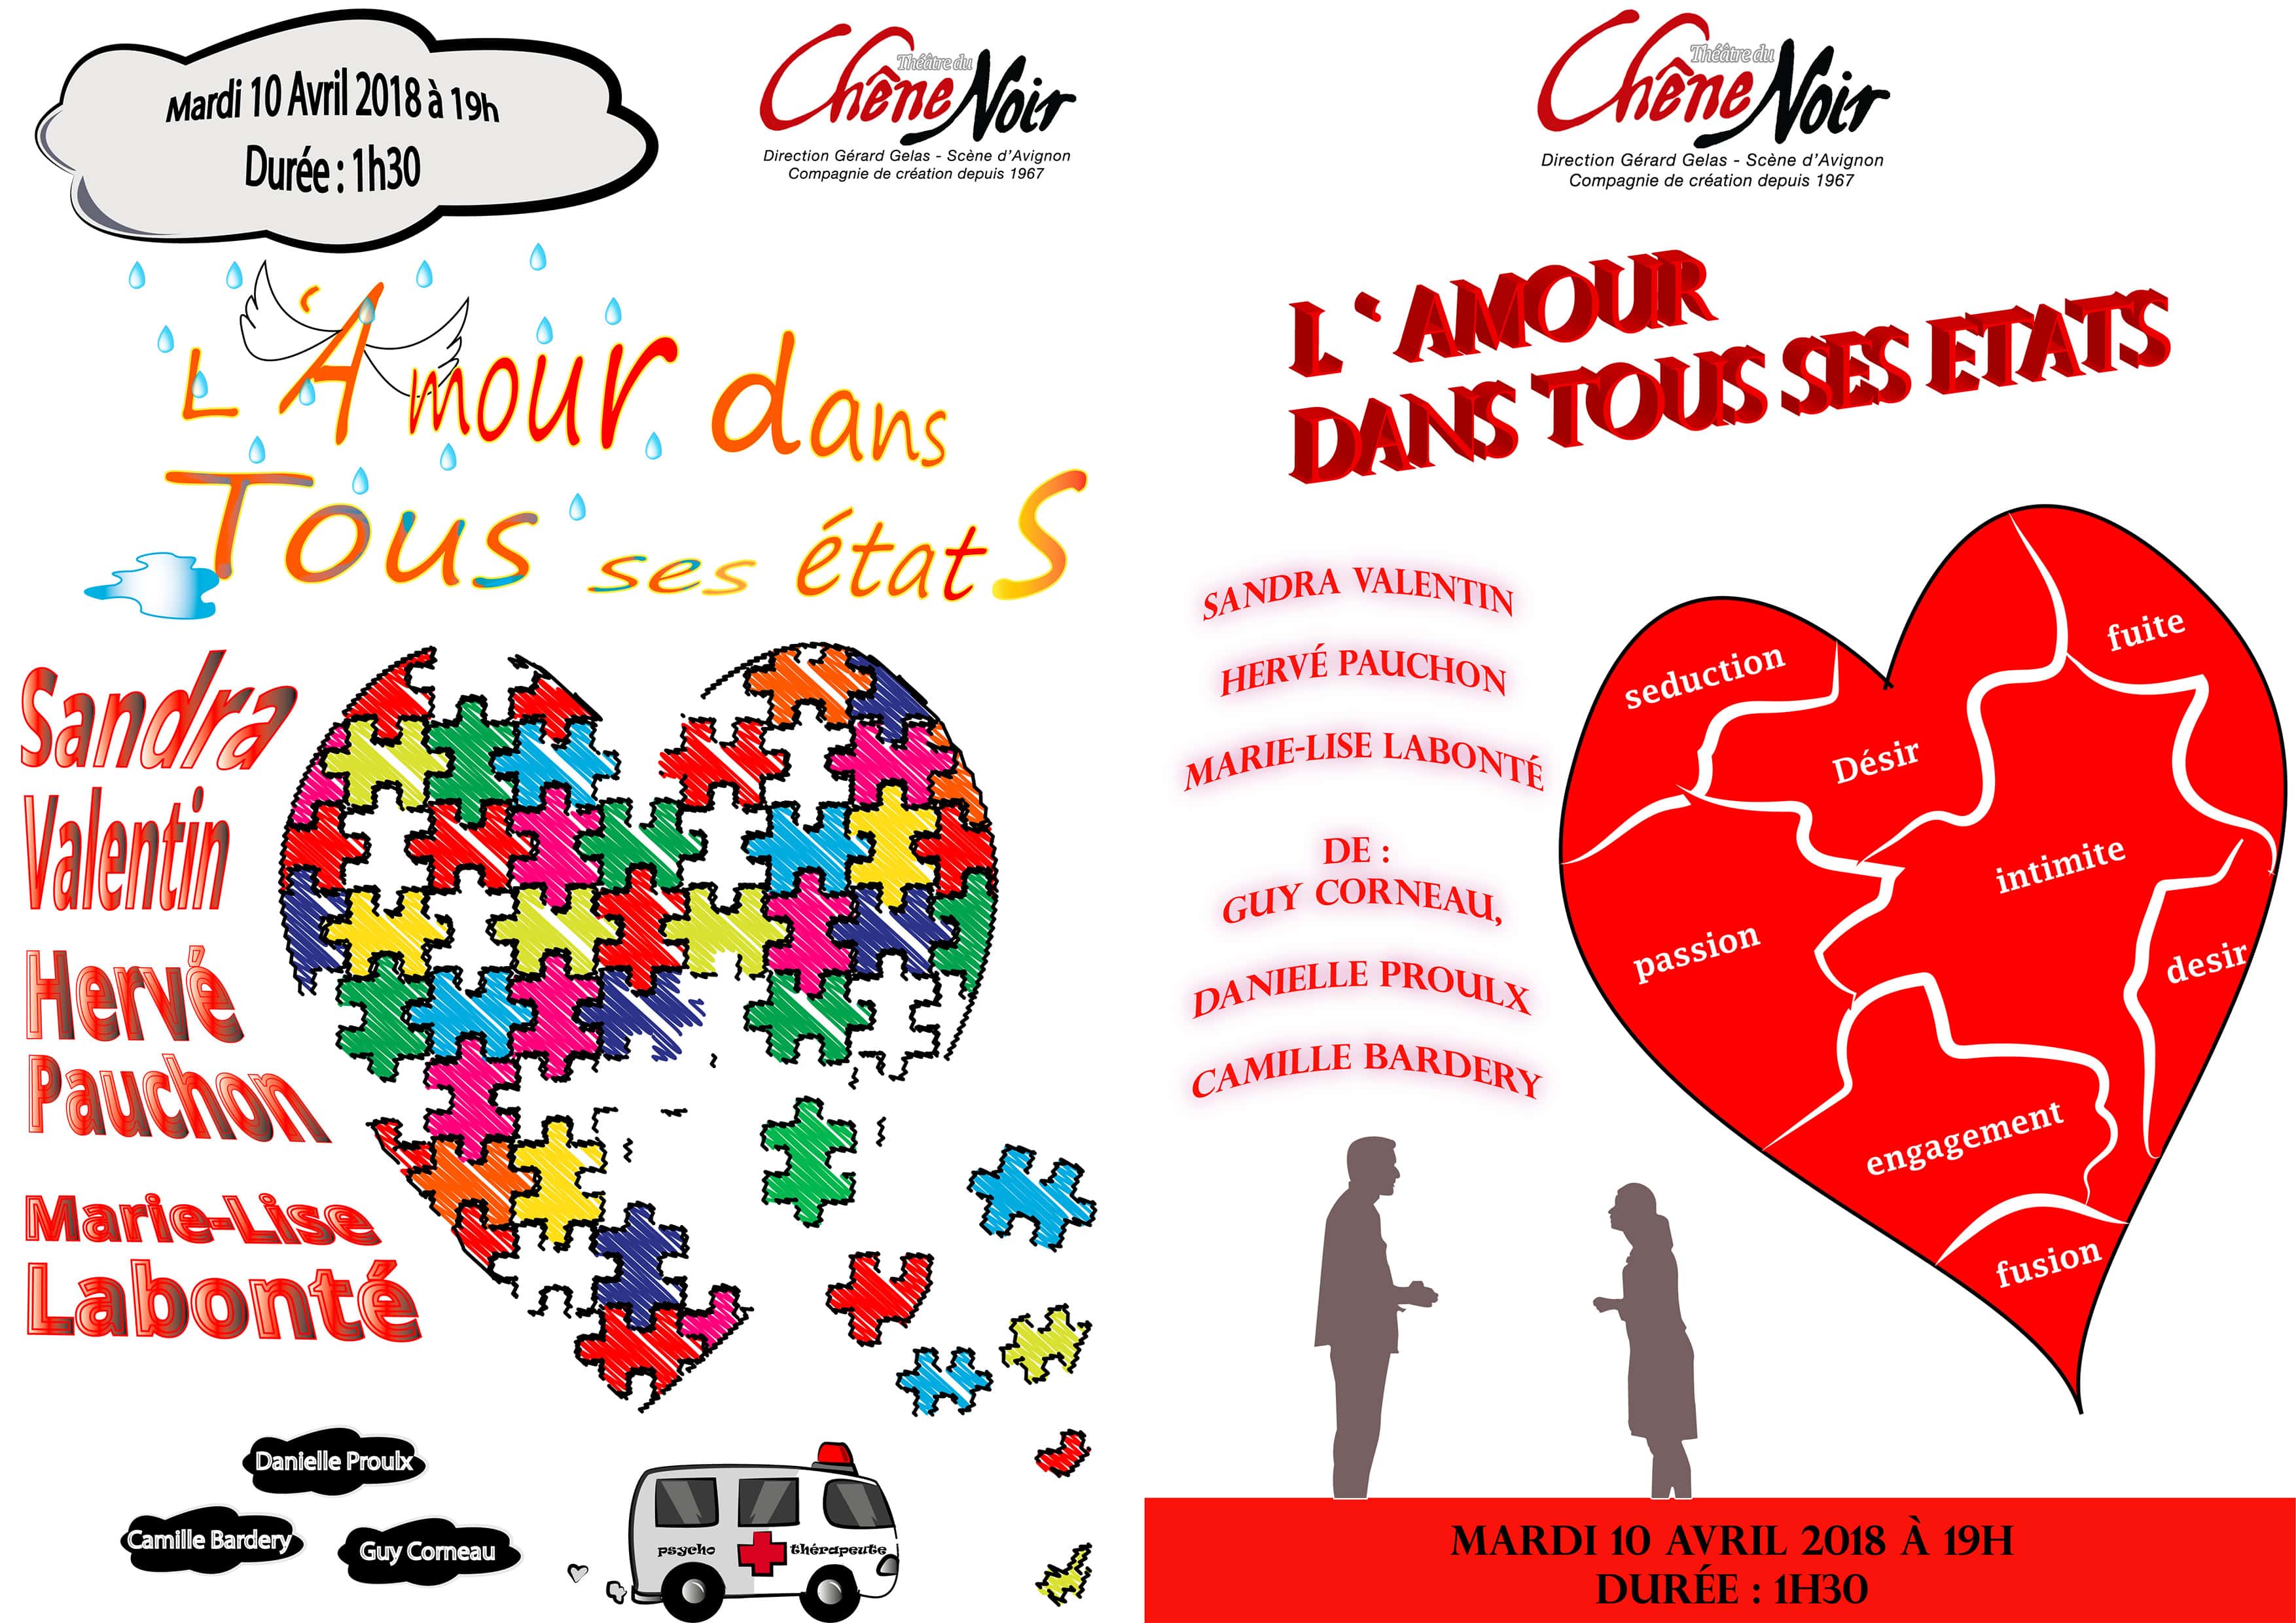 Mardi 10 Avril 2018 à 19h
Durée : 1h30
Théâtre du
Chêne Noir
Direction Gérard Gelas - Scène d'Avignon
Compagnie de création depuis 1967
L'Amour dans
Tous ses étatS
Sandra
Valentin
Hervé
Pauchon
Marie-Lise
Labonté
Danielle Proulx
Camille Bardery
Guy Corneau
psycho thérapeute
Théâtre du
Chêne Noir
Direction Gérard Gelas - Scène d'Avignon
Compagnie de création depuis 1967
L'AMOUR
DANS TOUS SES ETATS
SANDRA VALENTIN
HERVÉ PAUCHON
MARIE-LISE LABONTÉ
DE :
GUY CORNEAU,
DANIELLE PROULX
CAMILLE BARDERY
seduction
fuite
Désir
intimite
passion
desir
engagement
fusion
MARDI 10 AVRIL 2018 À 19H
DURÉE : 1H30